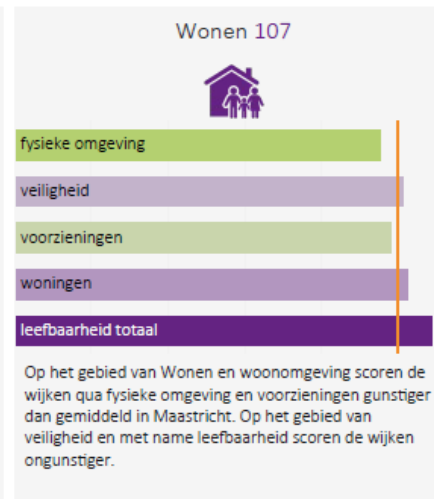 Wonen 107
fysieke omgeving
veiligheid
voorzieningen
woningen
leefbaarheid totaal
Op het gebied van Wonen en woonomgeving scoren de
wijken qua fysieke omgeving en voorzieningen gunstiger
dan gemiddeld in Maastricht. Op het gebied van
veiligheid en met name leefbaarheid scoren de wijken
ongunstiger.